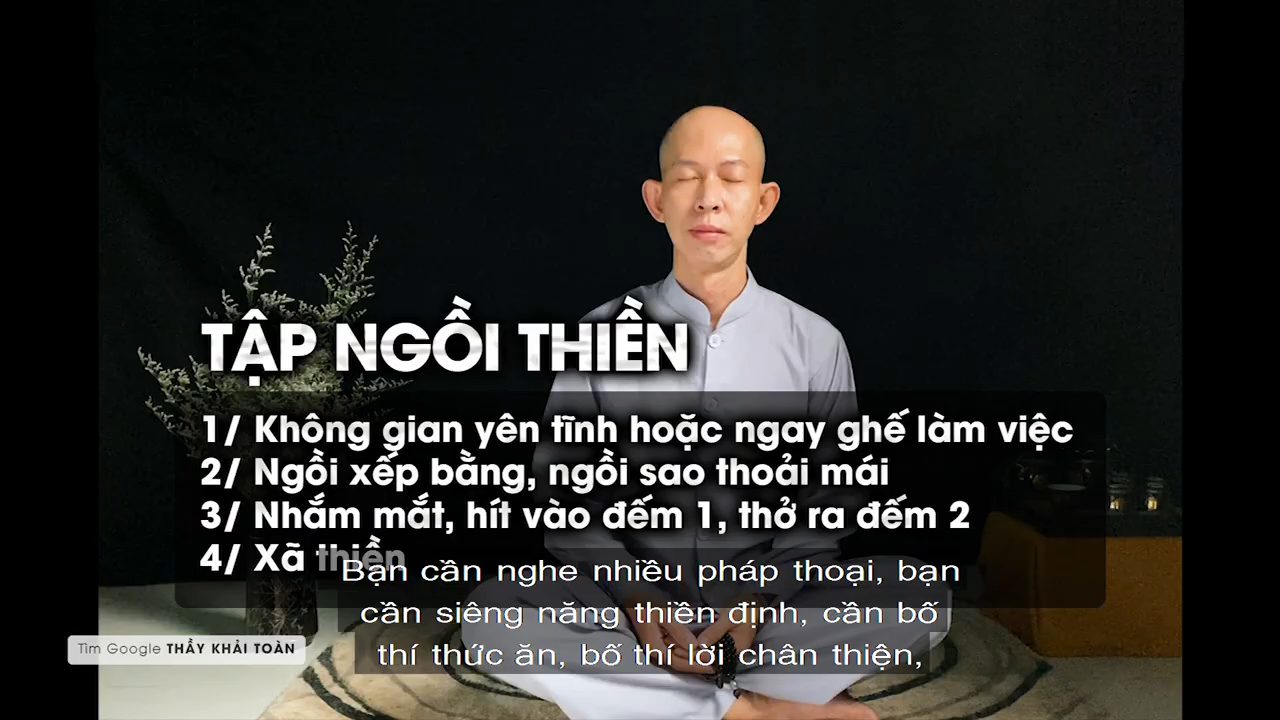 TẬP NGỒI THIỀN
1/ Không gian yên tĩnh hoặc ngay ghế làm việc
2/ Ngồi xếp bằng, ngồi sao thoải mái
3/ Nhắm mắt, hít vào đếm 1, thở ra đếm 2
4/ Xã thiền
Bạn cần nghe nhiều pháp thoại, bạn
cần siêng năng thiền định, cần bố
thí thức ăn, bố thí lời chân thiện,
Tìm Google THẦY KHẢI TOÀN